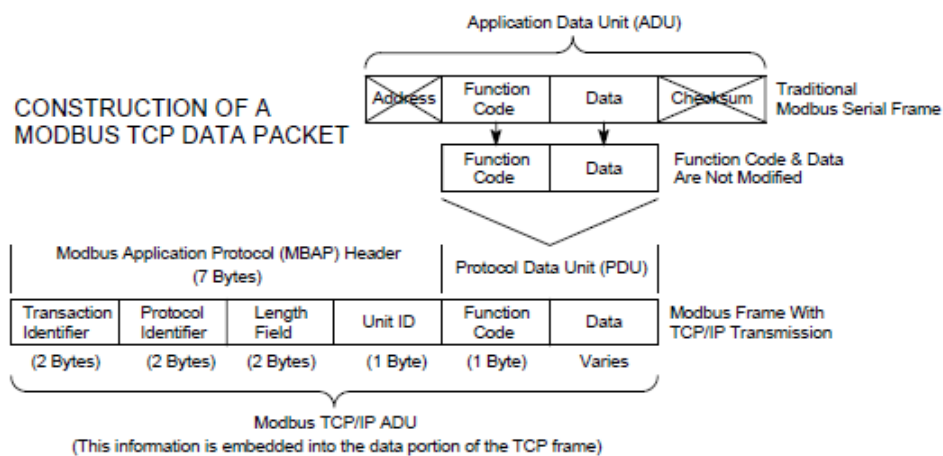 Application Data Unit (ADU)
CONSTRUCTION OF A
MODBUS TCP DATA PACKET
Address
Function
Code
Data
Checksum
Traditional
Modbus Serial Frame
Function
Code
Data
Function Code & Data
Are Not Modified
Modbus Application Protocol (MBAP) Header
(7 Bytes)
Protocol Data Unit (PDU)
Transaction
Identifier
Protocol
Identifier
Length
Field
Unit ID
Function
Code
Data
Modbus Frame With
TCP/IP Transmission
(2 Bytes)
(2 Bytes)
(2 Bytes)
(1 Byte)
(1 Byte)
Varies
Modbus TCP/IP ADU
(This information is embedded into the data portion of the TCP frame)